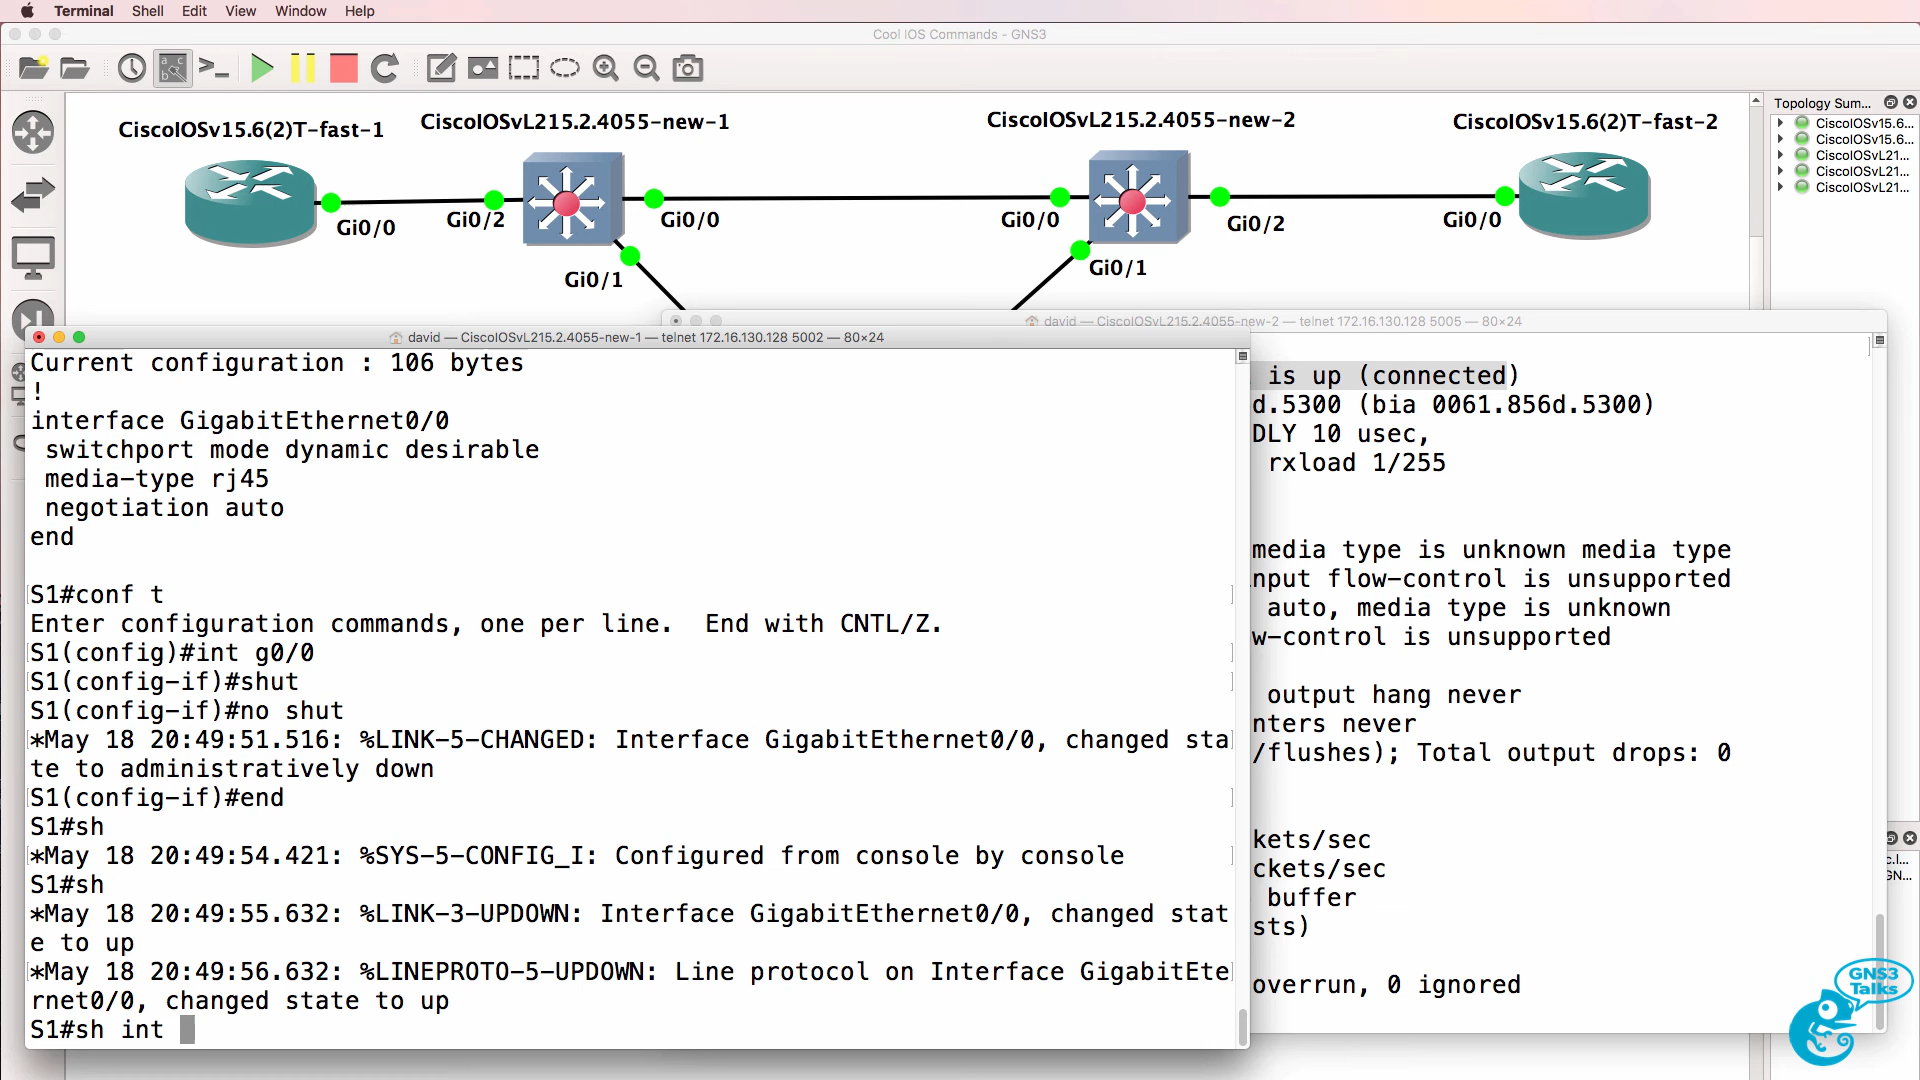 Terminal Shell Edit View Window Help
Cool IOS Commands - GNS3
CiscoIOSv15.6(2)T-fast-1
CiscoIOSvL215.2.4055-new-1
CiscoIOSvL215.2.4055-new-2
CiscoIOSv15.6(2)T-fast-2
Gi0/0
Gi0/2
Gi0/0
Gi0/0
Gi0/2
Gi0/0
Gi0/1
Gi0/1
Topology Sum...
CiscoIOSv15.6...
CiscoIOSv15.6...
CiscoIOSvL21...
CiscoIOSvL21...
CiscoIOSvL21...
david — CiscoIOSvL215.2.4055-new-2 — telnet 172.16.130.128 5005 — 80×24
david — CiscoIOSvL215.2.4055-new-1 — telnet 172.16.130.128 5002 — 80×24
Current configuration : 106 bytes
!
interface GigabitEthernet0/0
switchport mode dynamic desirable
media-type rj45
negotiation auto
end
S1#conf t
Enter configuration commands, one per line.  End with CNTL/Z.
S1(config)#int g0/0
S1(config-if)#shut
S1(config-if)#no shut
*May 18 20:49:51.516: %LINK-5-CHANGED: Interface GigabitEthernet0/0, changed sta
te to administratively down
S1(config-if)#end
S1#sh
*May 18 20:49:54.421: %SYS-5-CONFIG_I: Configured from console by console
S1#sh
*May 18 20:49:55.632: %LINK-3-UPDOWN: Interface GigabitEthernet0/0, changed stat
e to up
*May 18 20:49:56.632: %LINEPROTO-5-UPDOWN: Line protocol on Interface GigabitEte
rnet0/0, changed state to up
S1#sh int
is up (connected)
d.5300 (bia 0061.856d.5300)
DLY 10 usec,
rxload 1/255
media type is unknown media type
nput flow-control is unsupported
auto, media type is unknown
w-control is unsupported
output hang never
nters never
/flushes); Total output drops: 0
kets/sec
ckets/sec
buffer
sts)
overrun, 0 ignored
c.l...
GN...
GNS3
Talks